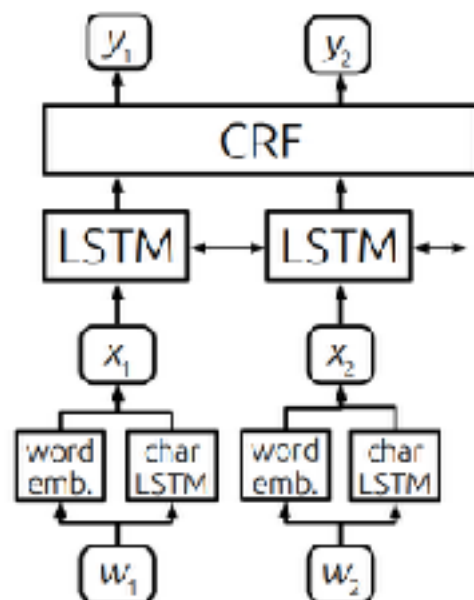 y1 y2
CRF
LSTM LSTM
x1 x2
word emb. char LSTM word emb. char LSTM
w1 w2